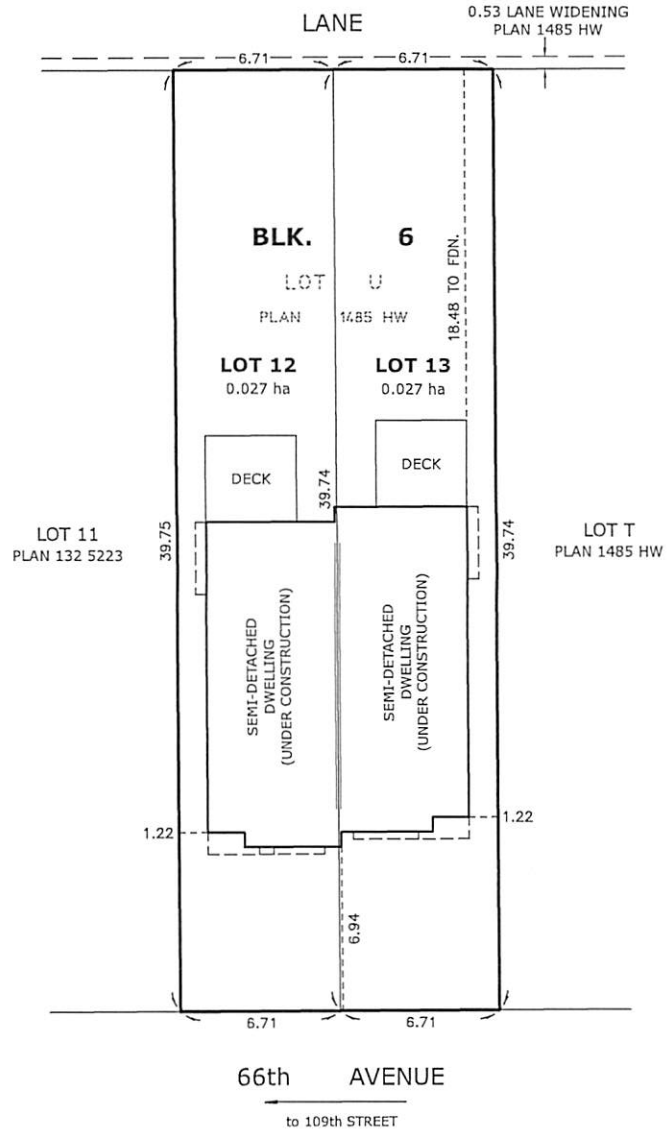 LANE
0.53 LANE WIDENING
PLAN 1485 HW
6.71
6.71
BLK. 6
LOT U
PLAN 1485 HW
18.48 TO FDN.
LOT 12
0.027 ha
LOT 13
0.027 ha
DECK
DECK
39.74
LOT 11
PLAN 132 5223
39.75
39.74
LOT T
PLAN 1485 HW
SEMI-DETACHED
DWELLING
(UNDER CONSTRUCTION)
SEMI-DETACHED
DWELLING
(UNDER CONSTRUCTION)
1.22
1.22
6.94
6.71
6.71
66th AVENUE
to 109th STREET